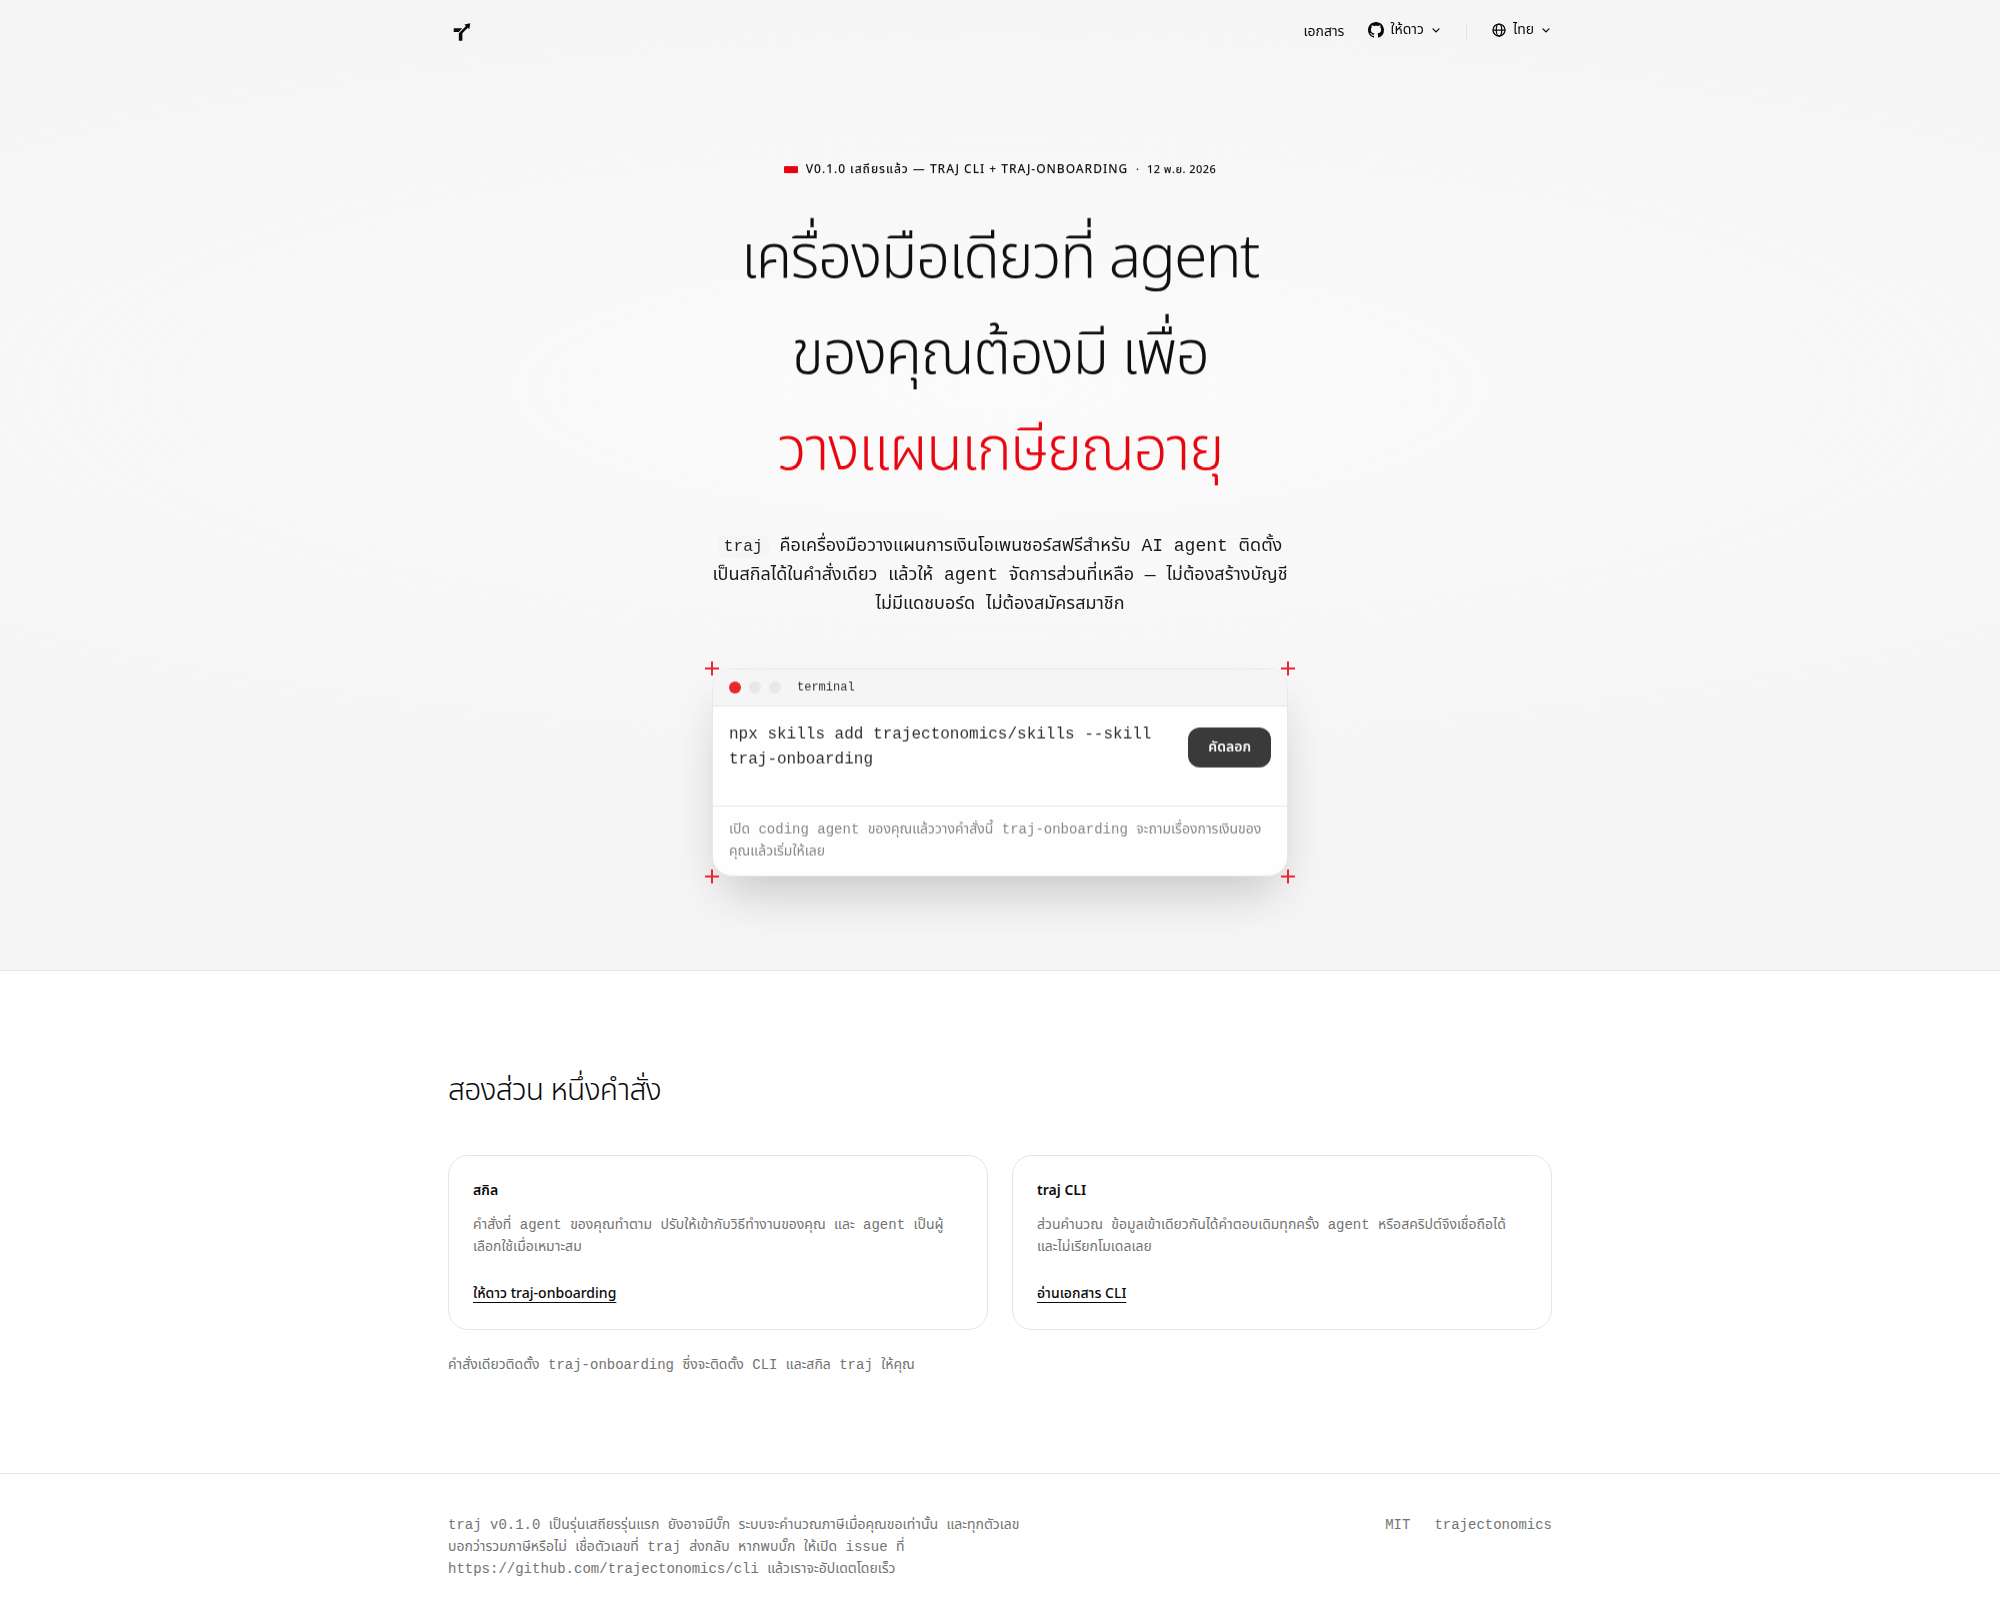 เอกสาร
ให้ดาว
ไทย
V0.1.0 เสถียรแล้ว — TRAJ CLI + TRAJ-ONBOARDING · 12 พ.ย. 2026
เครื่องมือเดียวที่ agent
ของคุณต้องมี เพื่อ
วางแผนเกษียณอายุ
traj คือเครื่องมือวางแผนการเงินโอเพนซอร์สฟรีสำหรับ AI agent ติดตั้ง
เป็นสกิลได้ในคำสั่งเดียว แล้วให้ agent จัดการส่วนที่เหลือ — ไม่ต้องสร้างบัญชี
ไม่มีแดชบอร์ด ไม่ต้องสมัครสมาชิก
terminal
npx skills add trajectonomics/skills --skill
traj-onboarding
คัดลอก
เปิด coding agent ของคุณแล้ววางคำสั่งนี้ traj-onboarding จะถามเรื่องการเงินของ
คุณแล้วเริ่มให้เลย
สองส่วน หนึ่งคำสั่ง
สกิล
คำสั่งที่ agent ของคุณทำตาม ปรับให้เข้ากับวิธีทำงานของคุณ และ agent เป็นผู้
เลือกใช้เมื่อเหมาะสม
ให้ดาว traj-onboarding
traj CLI
ส่วนคำนวณ ข้อมูลเข้าเดียวกันได้คำตอบเดิมทุกครั้ง agent หรือสคริปต์จึงเชื่อถือได้
และไม่เรียกโมเดลเลย
อ่านเอกสาร CLI
คำสั่งเดียวติดตั้ง traj-onboarding ซึ่งจะติดตั้ง CLI และสกิล traj ให้คุณ
traj v0.1.0 เป็นรุ่นเสถียรรุ่นแรก ยังอาจมีบั๊ก ระบบจะคำนวณภาษีเมื่อคุณขอเท่านั้น และทุกตัวเลข
บอกว่ารวมภาษีหรือไม่ เชื่อตัวเลขที่ traj ส่งกลับ หากพบบั๊ก ให้เปิด issue ที่
https://github.com/trajectonomics/cli แล้วเราจะอัปเดตโดยเร็ว
MIT trajectonomics